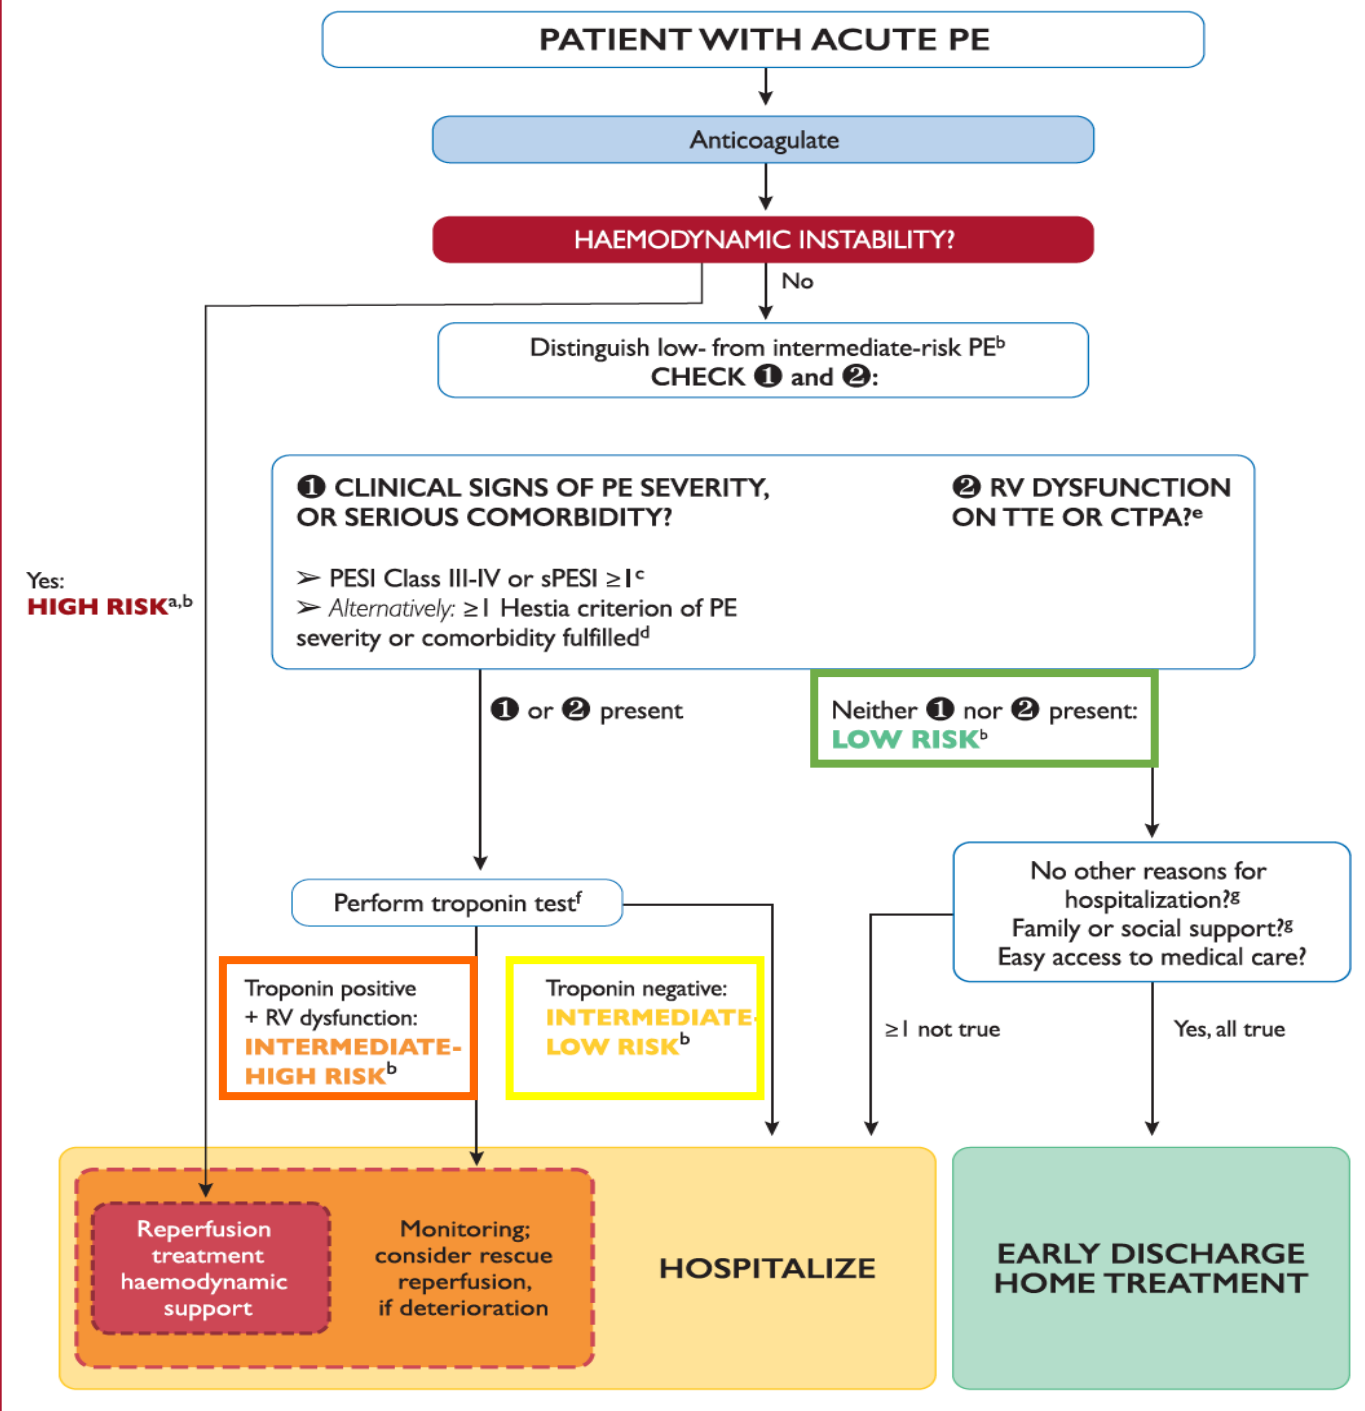 PATIENT WITH ACUTE PE
Anticoagulate
HAEMODYNAMIC INSTABILITY?
No
Distinguish low- from intermediate-risk PEᵇ
CHECK ❶ and ❷:
❶ CLINICAL SIGNS OF PE SEVERITY,
OR SERIOUS COMORBIDITY?
➢ PESI Class III-IV or sPESI ≥1ᶜ
➢ Alternatively: ≥1 Hestia criterion of PE
severity or comorbidity fulfilledᵈ
❷ RV DYSFUNCTION
ON TTE OR CTPA?ᵉ
Yes:
HIGH RISKᵃ,ᵇ
❶ or ❷ present
Neither ❶ nor ❷ present:
LOW RISKᵇ
Perform troponin testᶠ
No other reasons for
hospitalization?ᵍ
Family or social support?ᵍ
Easy access to medical care?
Troponin positive
+ RV dysfunction:
INTERMEDIATE-
HIGH RISKᵇ
Troponin negative:
INTERMEDIATE-
LOW RISKᵇ
≥1 not true
Yes, all true
Reperfusion
treatment
haemodynamic
support
Monitoring;
consider rescue
reperfusion,
if deterioration
HOSPITALIZE
EARLY DISCHARGE
HOME TREATMENT